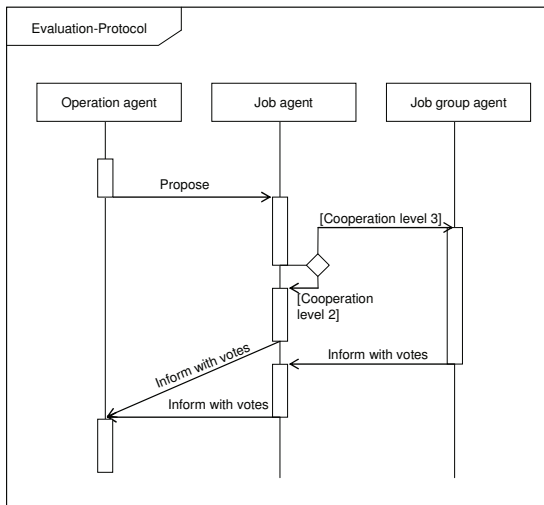 Evaluation-Protocol
Operation agent
Job agent
Job group agent
Propose
[Cooperation level 3]
[Cooperation
level 2]
Inform with votes
Inform with votes
Inform with votes